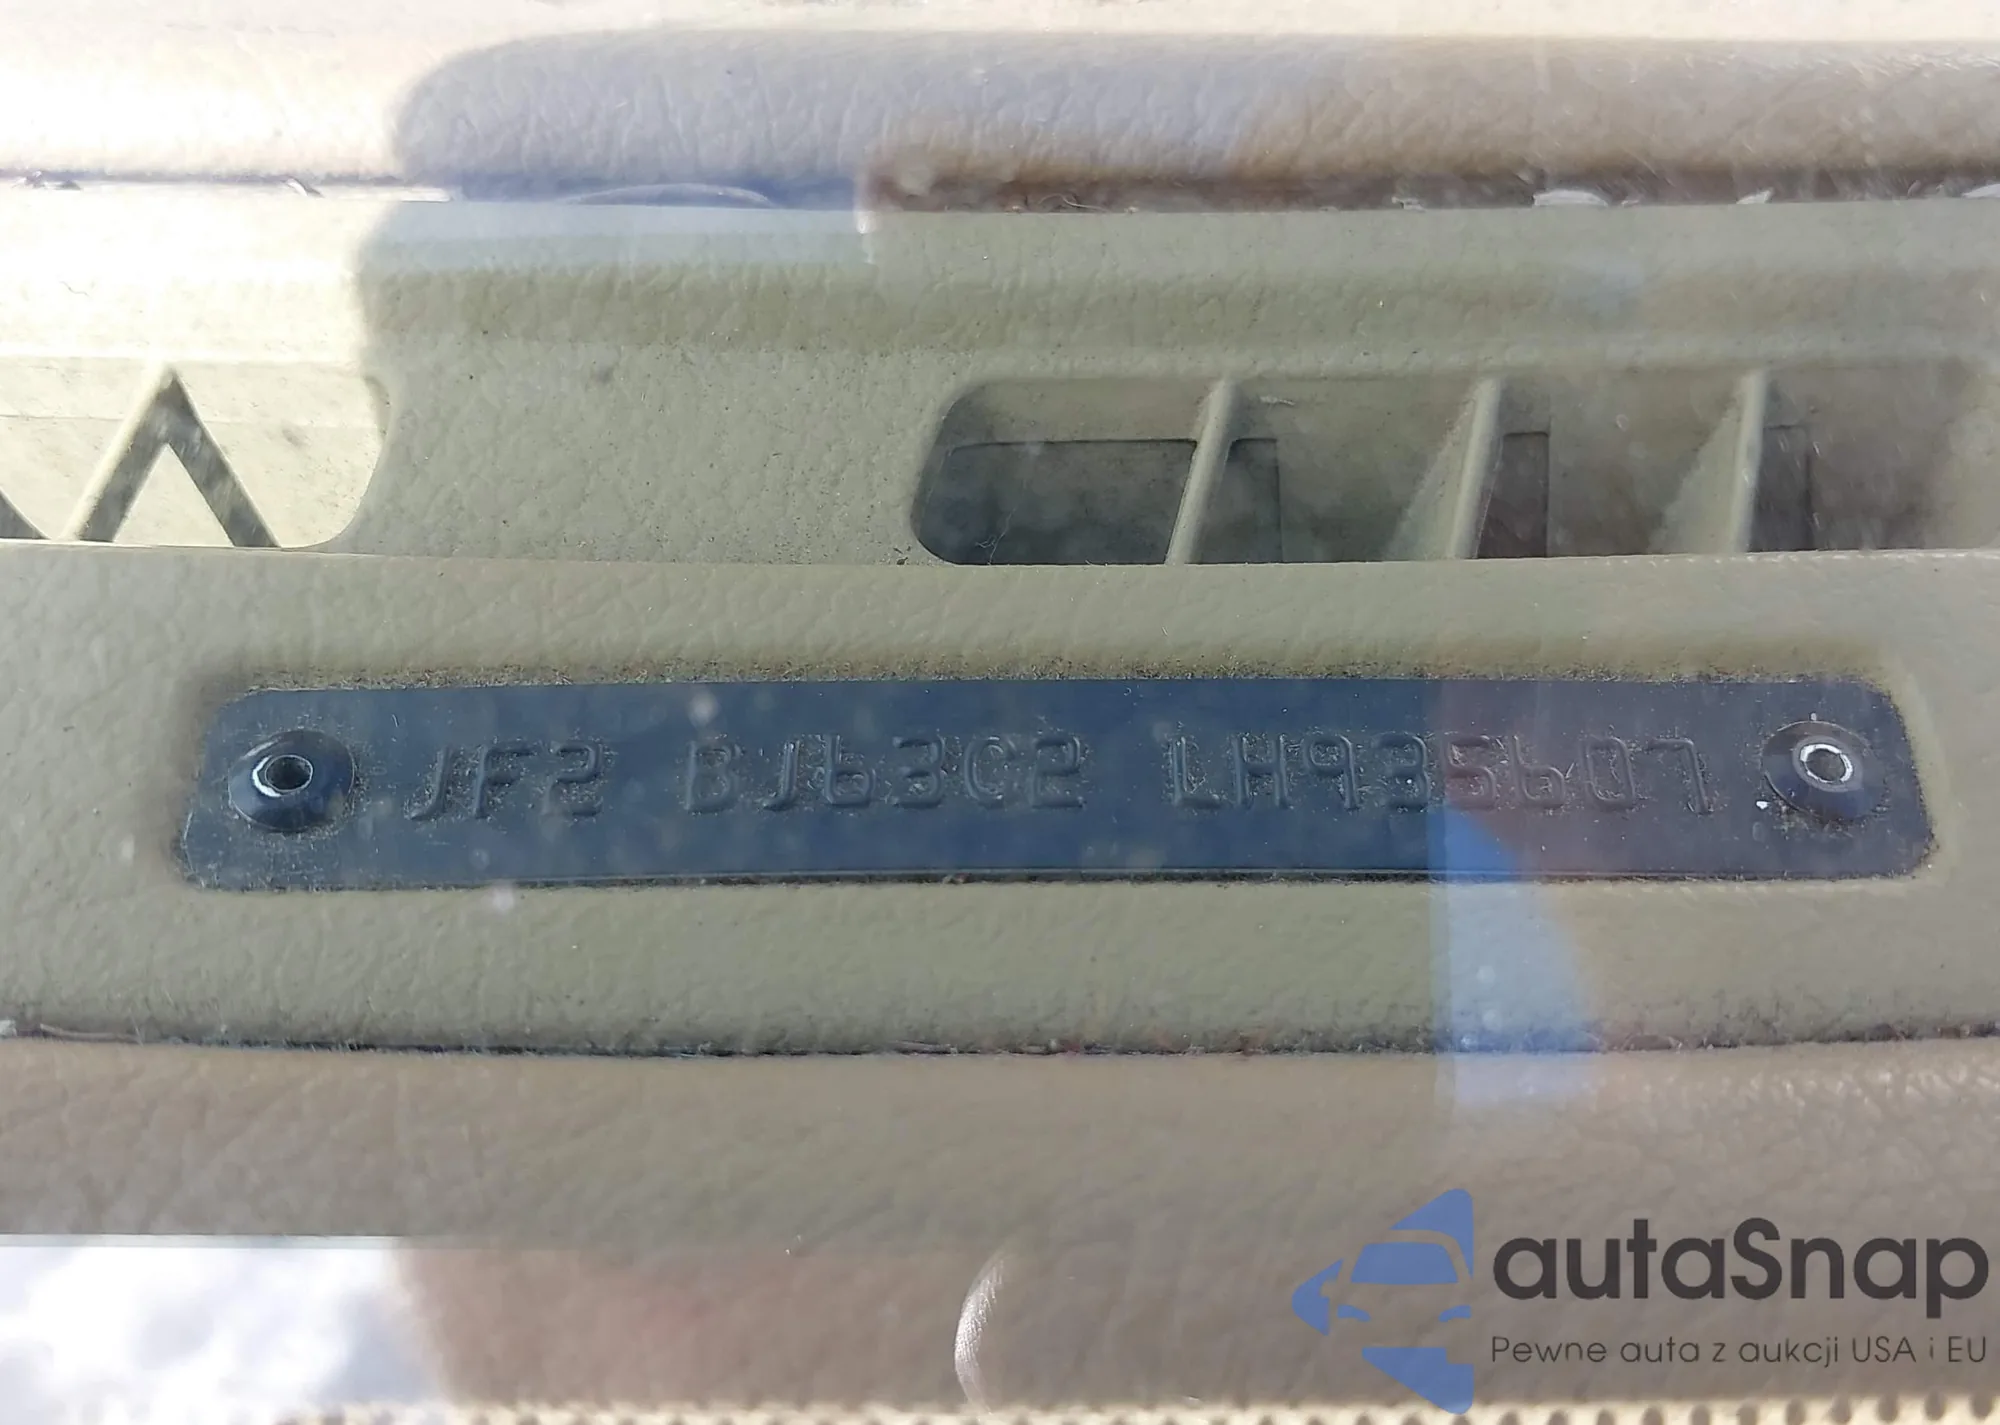 JF2 BJ63C2 LH935607
autaSnap
Pewne auta z aukcji USA i EU